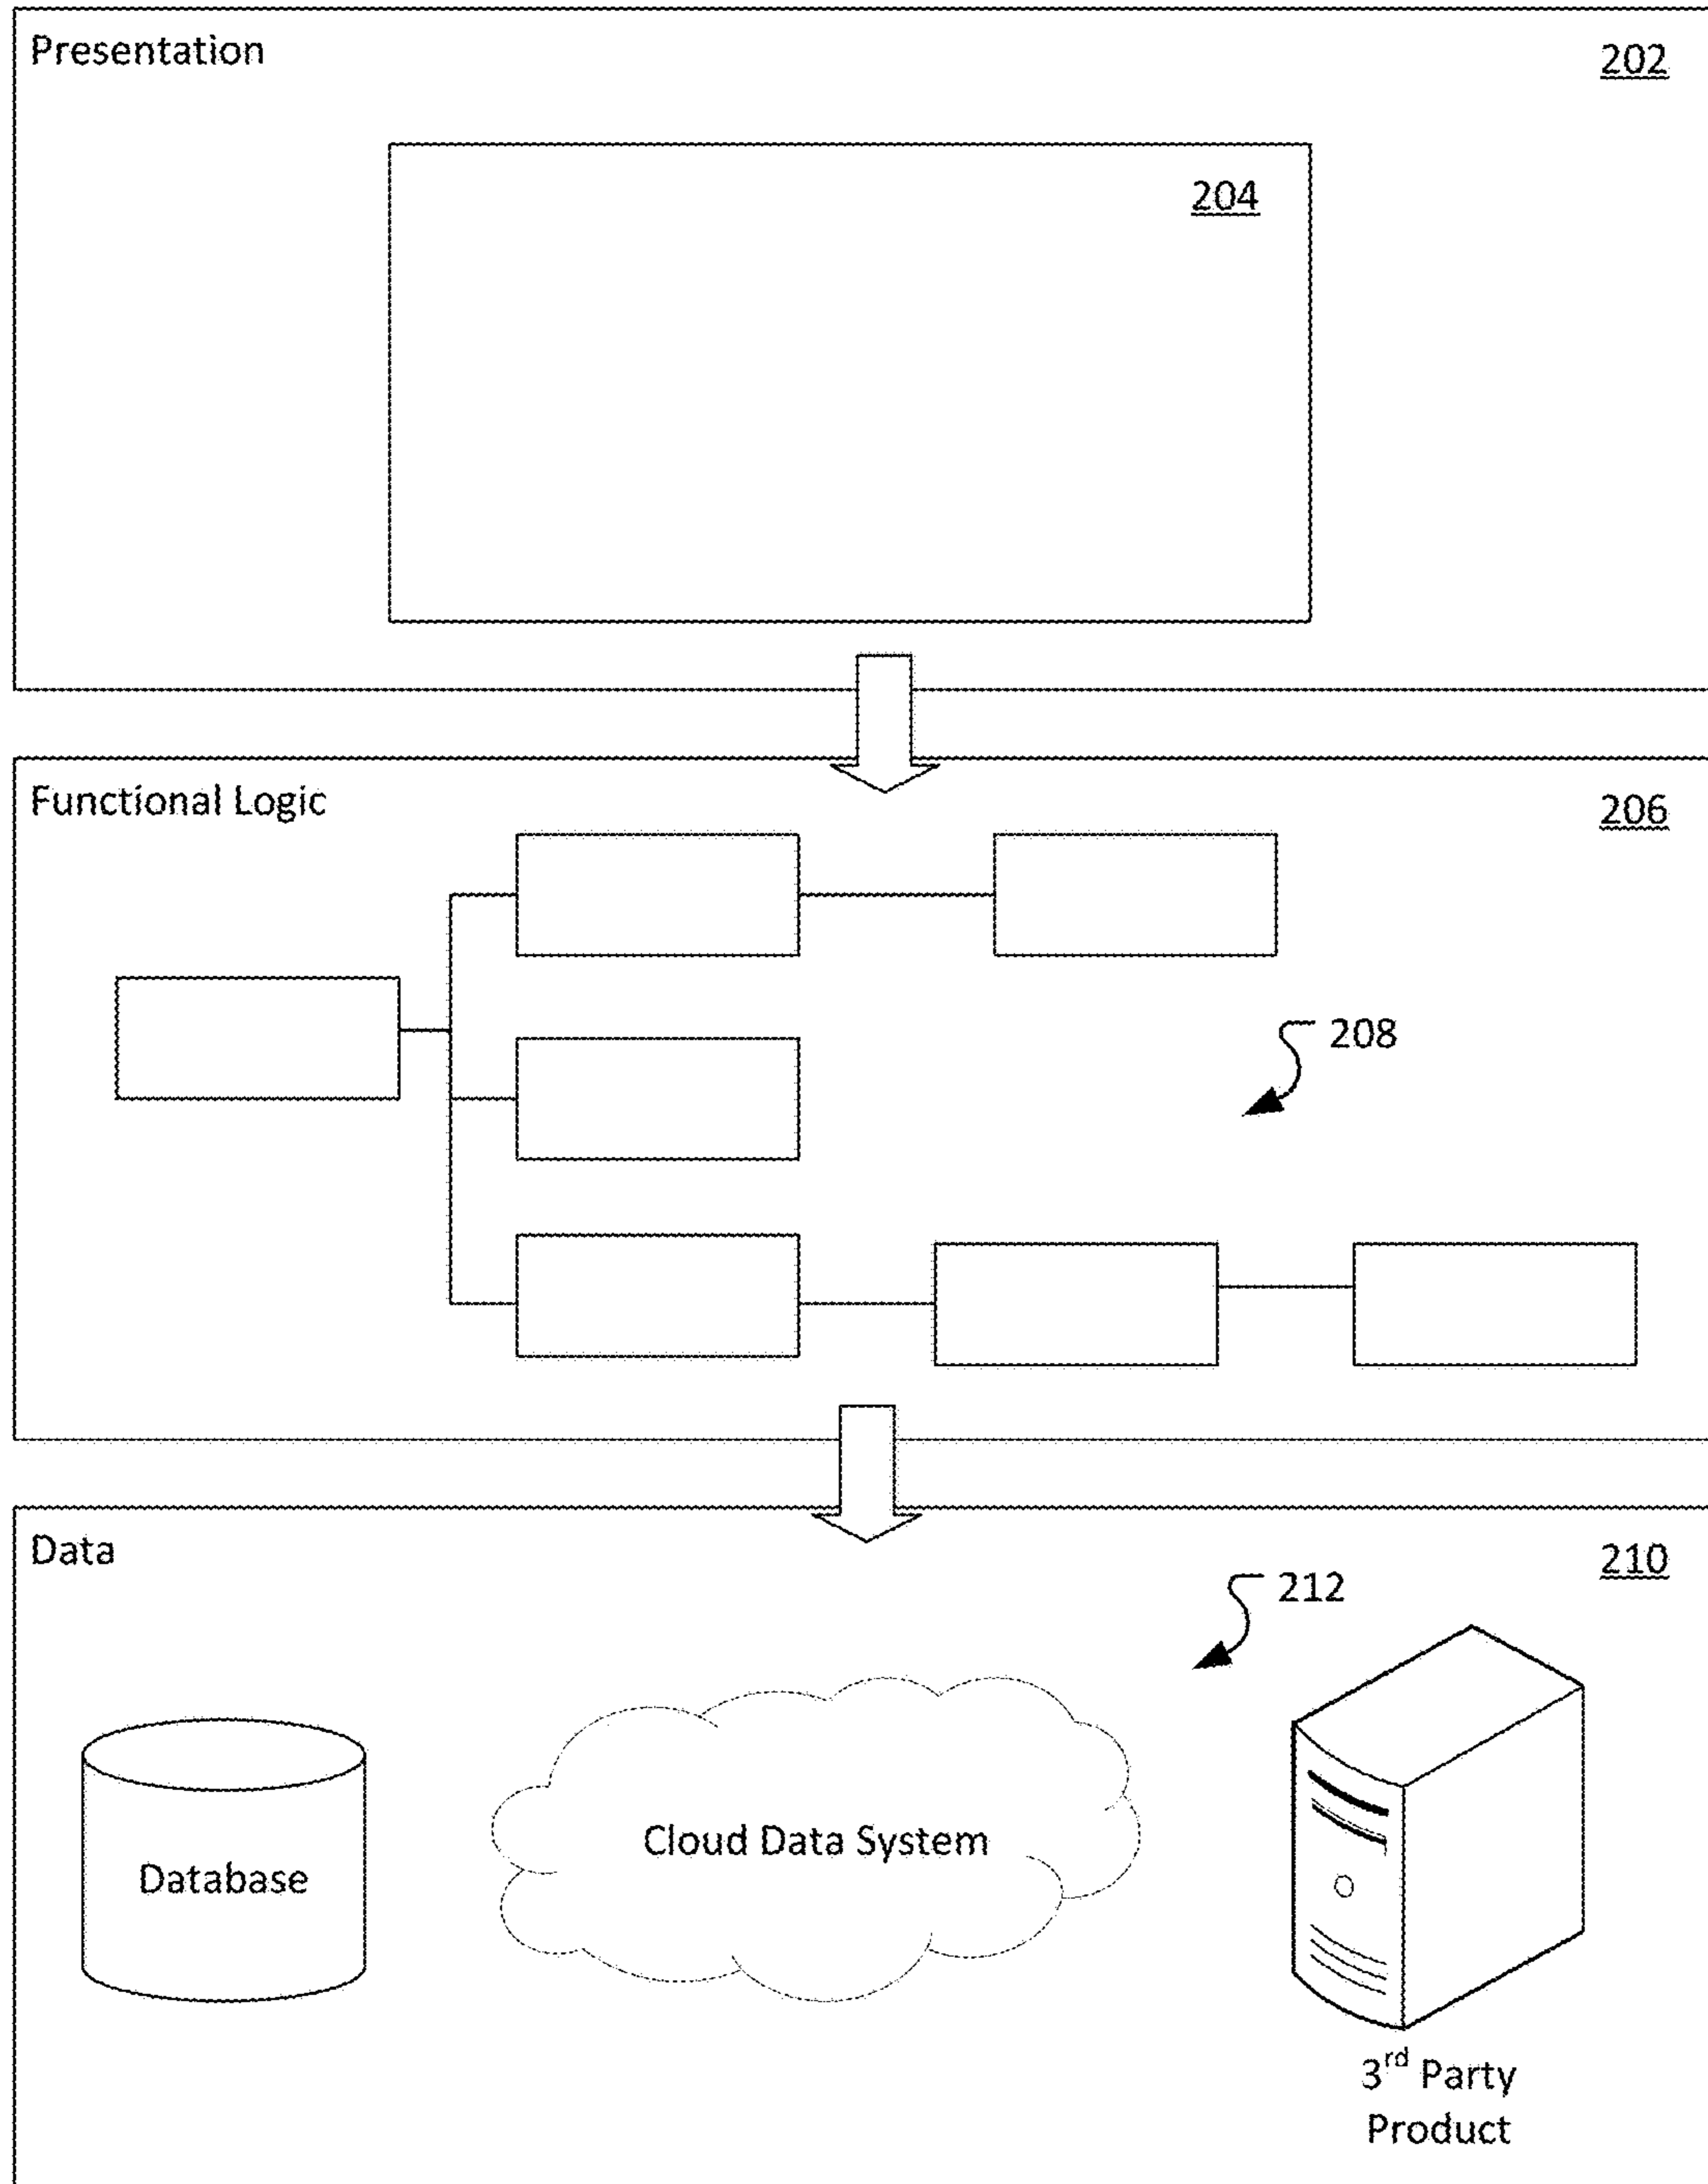 Presentation
202
204
Functional Logic
206
208
Data
210
212
Database
Cloud Data System
3rd Party
Product